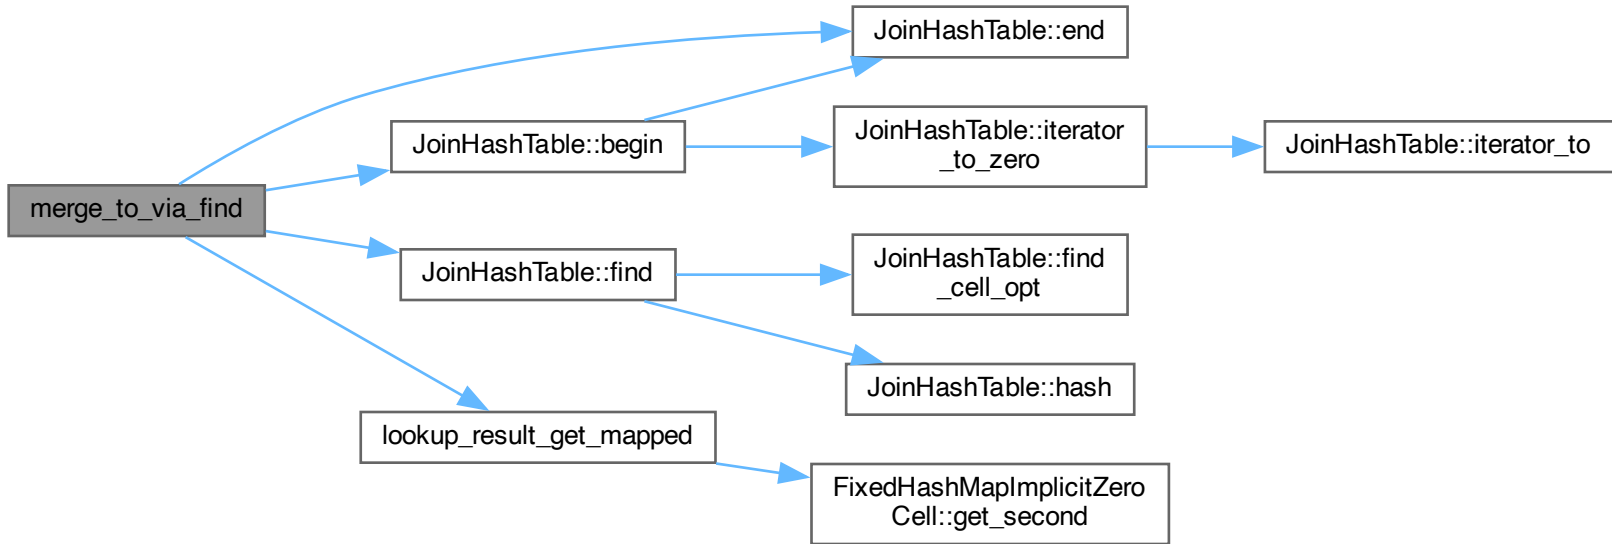 JoinHashTable::end
JoinHashTable::begin
JoinHashTable::iterator
_to_zero
JoinHashTable::iterator_to
merge_to_via_find
JoinHashTable::find
JoinHashTable::find
_cell_opt
JoinHashTable::hash
lookup_result_get_mapped
FixedHashMapImplicitZero
Cell::get_second